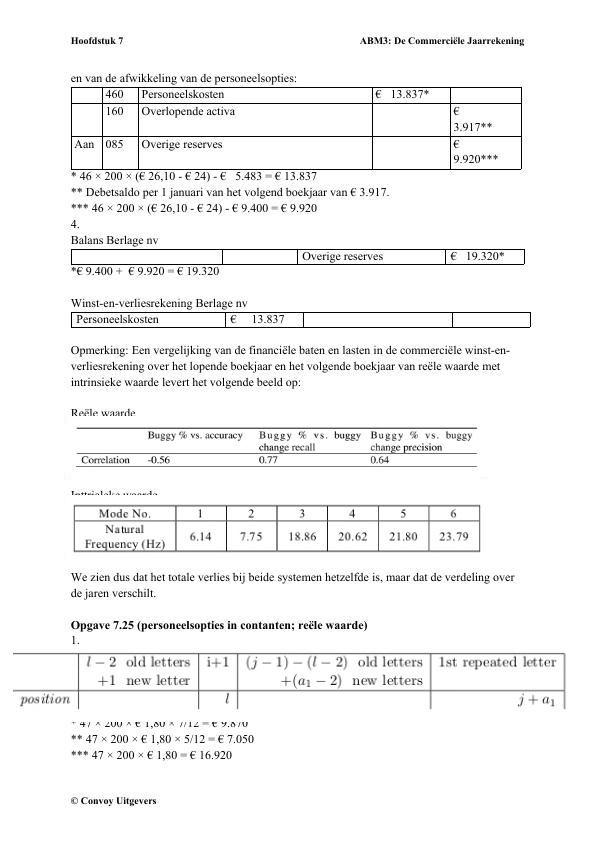 Hoofdstuk 7 ABM3: De Commerciële Jaarrekening
en van de afwikkeling van de personeelsopties:
460 Personeelskosten € 13.837*
160 Overlopende activa €
3.917**
Aan 085 Overige reserves €
9.920***
* 46 × 200 × (€ 26,10 - € 24) - € 5.483 = € 13.837
** Debetsaldo per 1 januari van het volgend boekjaar van € 3.917.
*** 46 × 200 × (€ 26,10 - € 24) - € 9.400 = € 9.920
4.
Balans Berlage nv
Overige reserves € 19.320*
*€ 9.400 + € 9.920 = € 19.320
Winst-en-verliesrekening Berlage nv
Personeelskosten € 13.837
Opmerking: Een vergelijking van de financiële baten en lasten in de commerciële winst-en-
verliesrekening over het lopende boekjaar en het volgende boekjaar van reële waarde met
intrinsieke waarde levert het volgende beeld op:
Reële waarde
Buggy % vs. accuracy Buggy % vs. buggy Buggy % vs. buggy
change recall change precision
Correlation -0.56 0.77 0.64
Mode No. 1 2 3 4 5 6
Natural
Frequency (Hz) 6.14 7.75 18.86 20.62 21.80 23.79
We zien dus dat het totale verlies bij beide systemen hetzelfde is, maar dat de verdeling over
de jaren verschilt.
Opgave 7.25 (personeelsopties in contanten; reële waarde)
1.
l − 2 old letters i+1 (j − 1) − (l − 2) old letters 1st repeated letter
+1 new letter +(a₁ − 2) new letters
position l j + a₁
* 47 × 200 × € 1,80 × 7/12 = € 9.870
** 47 × 200 × € 1,80 × 5/12 = € 7.050
*** 47 × 200 × € 1,80 = € 16.920
© Convoy Uitgevers